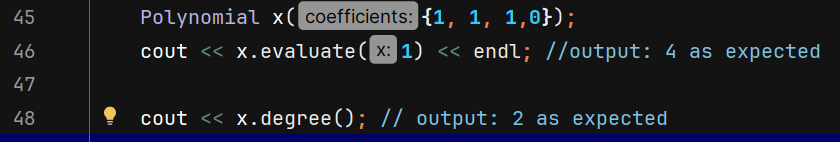 45 Polynomial x( coefficients: {1, 1, 1,0});
46 cout << x.evaluate( x: 1) << endl; //output: 4 as expected
47
48 cout << x.degree(); // output: 2 as expected